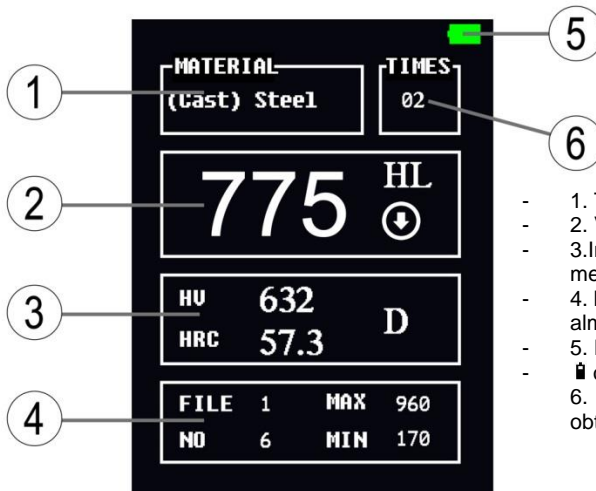 5
MATERIAL TIMES
1 (Cast) Steel 02
6
2 775 HL
3 HV 632 D
HRC 57.3
4 FILE 1 MAX 960
NO 6 MIN 170
- 1. T
- 2.
- 3.In
me
- 4.
alm
- 5.
-
6.
obt